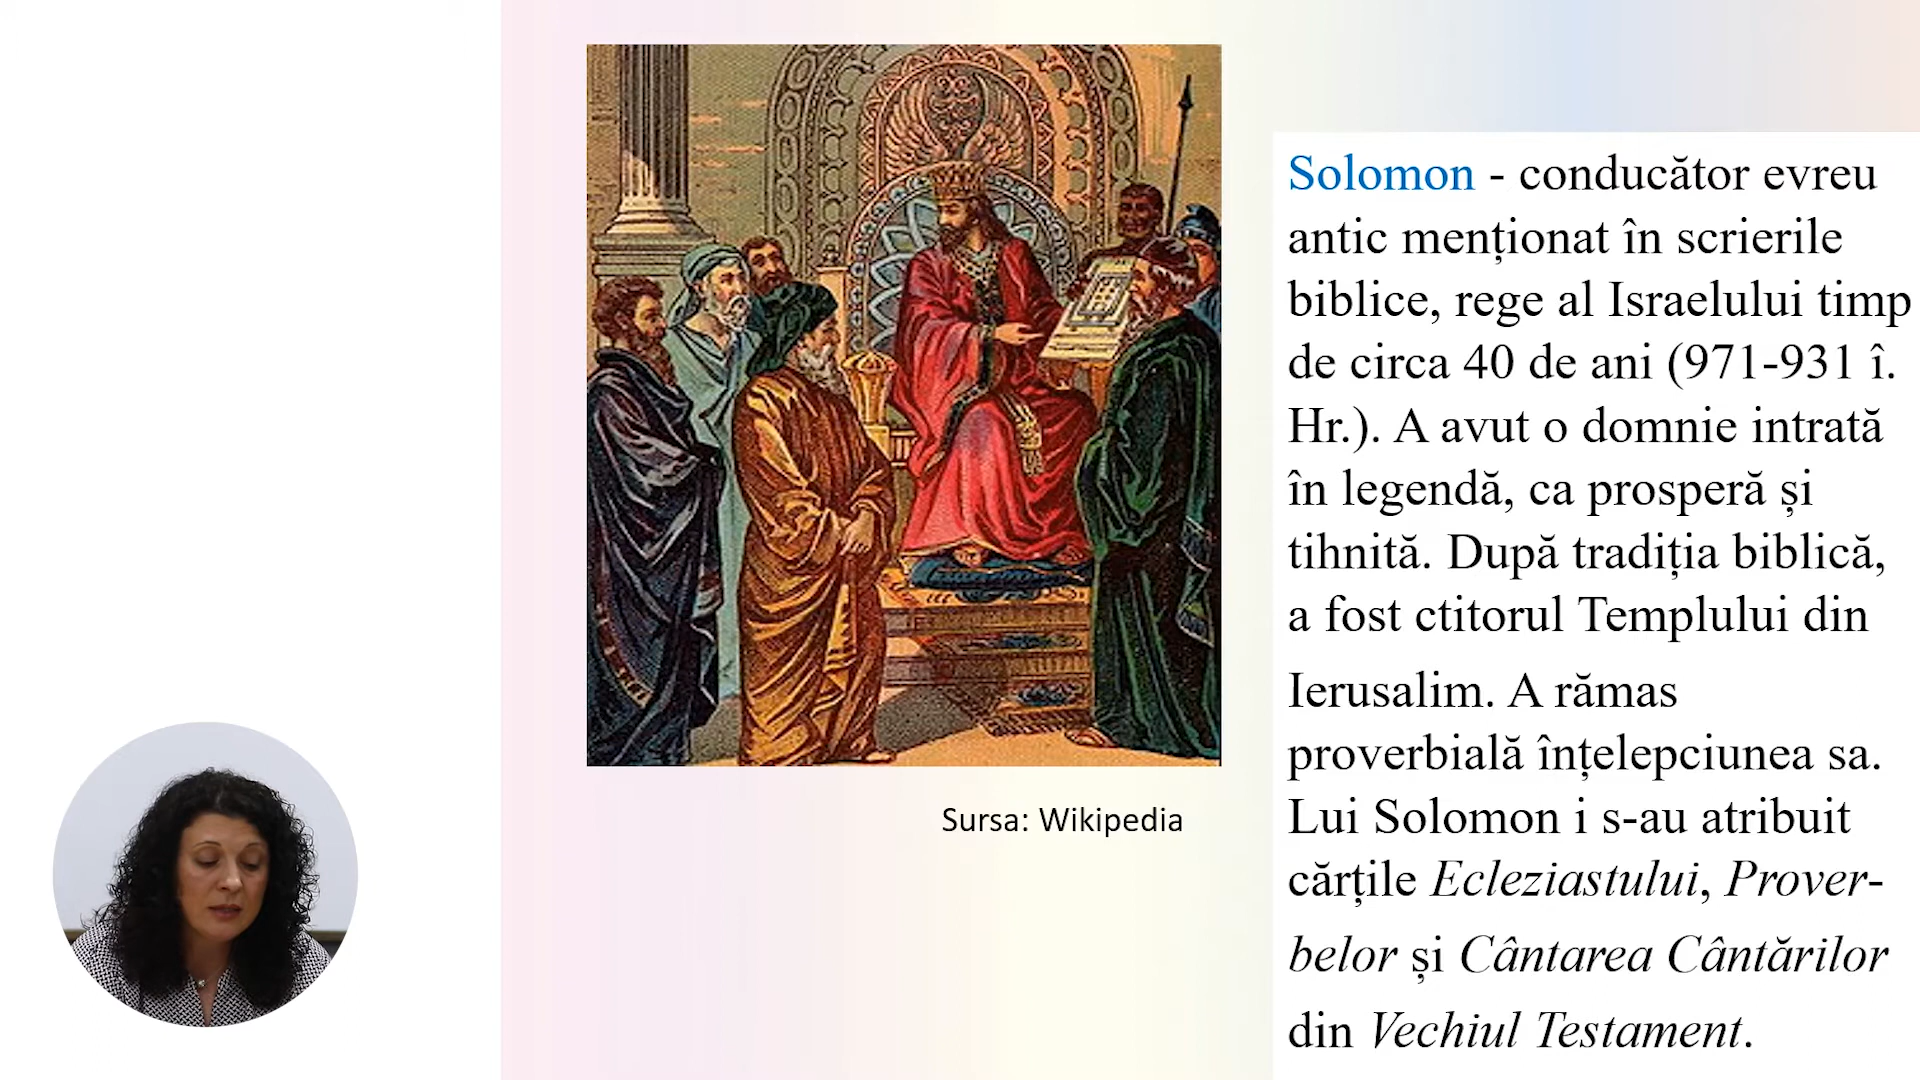 Solomon - conducător evreu
antic menționat în scrierile
biblice, rege al Israelului timp
de circa 40 de ani (971-931 î.
Hr.). A avut o domnie intrată
în legendă, ca prosperă și
tihnită. După tradiția biblică,
a fost ctitorul Templului din
Ierusalim. A rămas
proverbială înțelepciunea sa.
Lui Solomon i s-au atribuit
cărțile Ecleziastului, Prover-
belor și Cântarea Cântărilor
din Vechiul Testament.
Sursa: Wikipedia